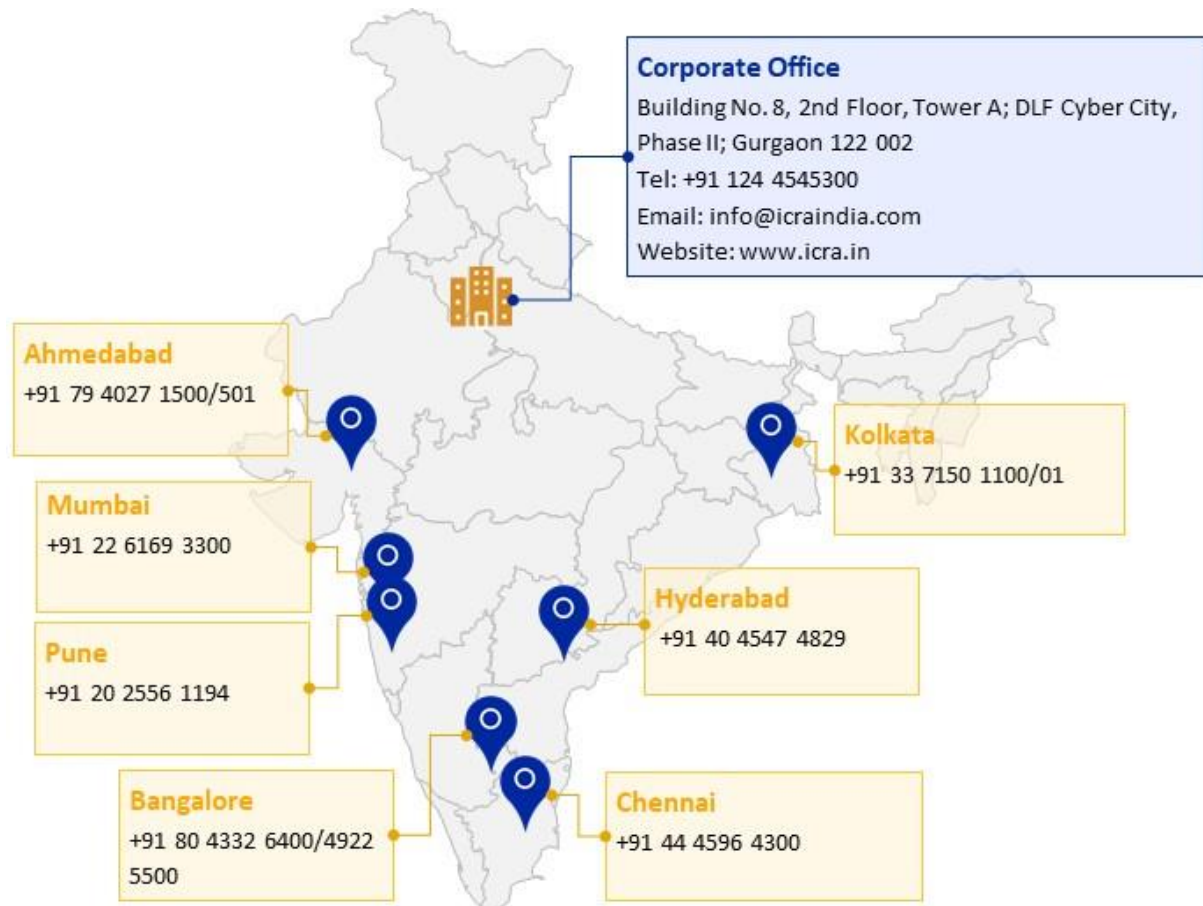 Corporate Office
Building No. 8, 2nd Floor, Tower A; DLF Cyber City,
Phase II; Gurgaon 122 002
Tel: +91 124 4545300
Email: info@icraindia.com
Website: www.icra.in
Ahmedabad
+91 79 4027 1500/501
Kolkata
+91 33 7150 1100/01
Mumbai
+91 22 6169 3300
Hyderabad
+91 40 4547 4829
Pune
+91 20 2556 1194
Bangalore
+91 80 4332 6400/4922
5500
Chennai
+91 44 4596 4300